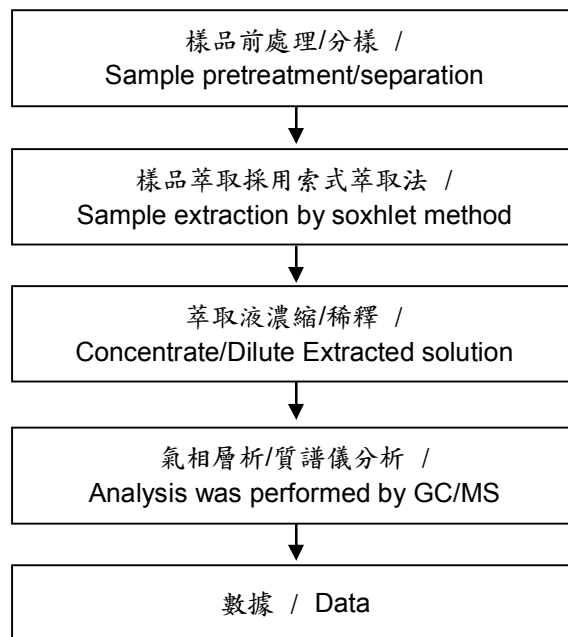 樣品前處理/分樣 /
Sample pretreatment/separation
樣品萃取採用索式萃取法 /
Sample extraction by soxhlet method
萃取液濃縮/稀釋 /
Concentrate/Dilute Extracted solution
氣相層析/質譜儀分析 /
Analysis was performed by GC/MS
數據 / Data